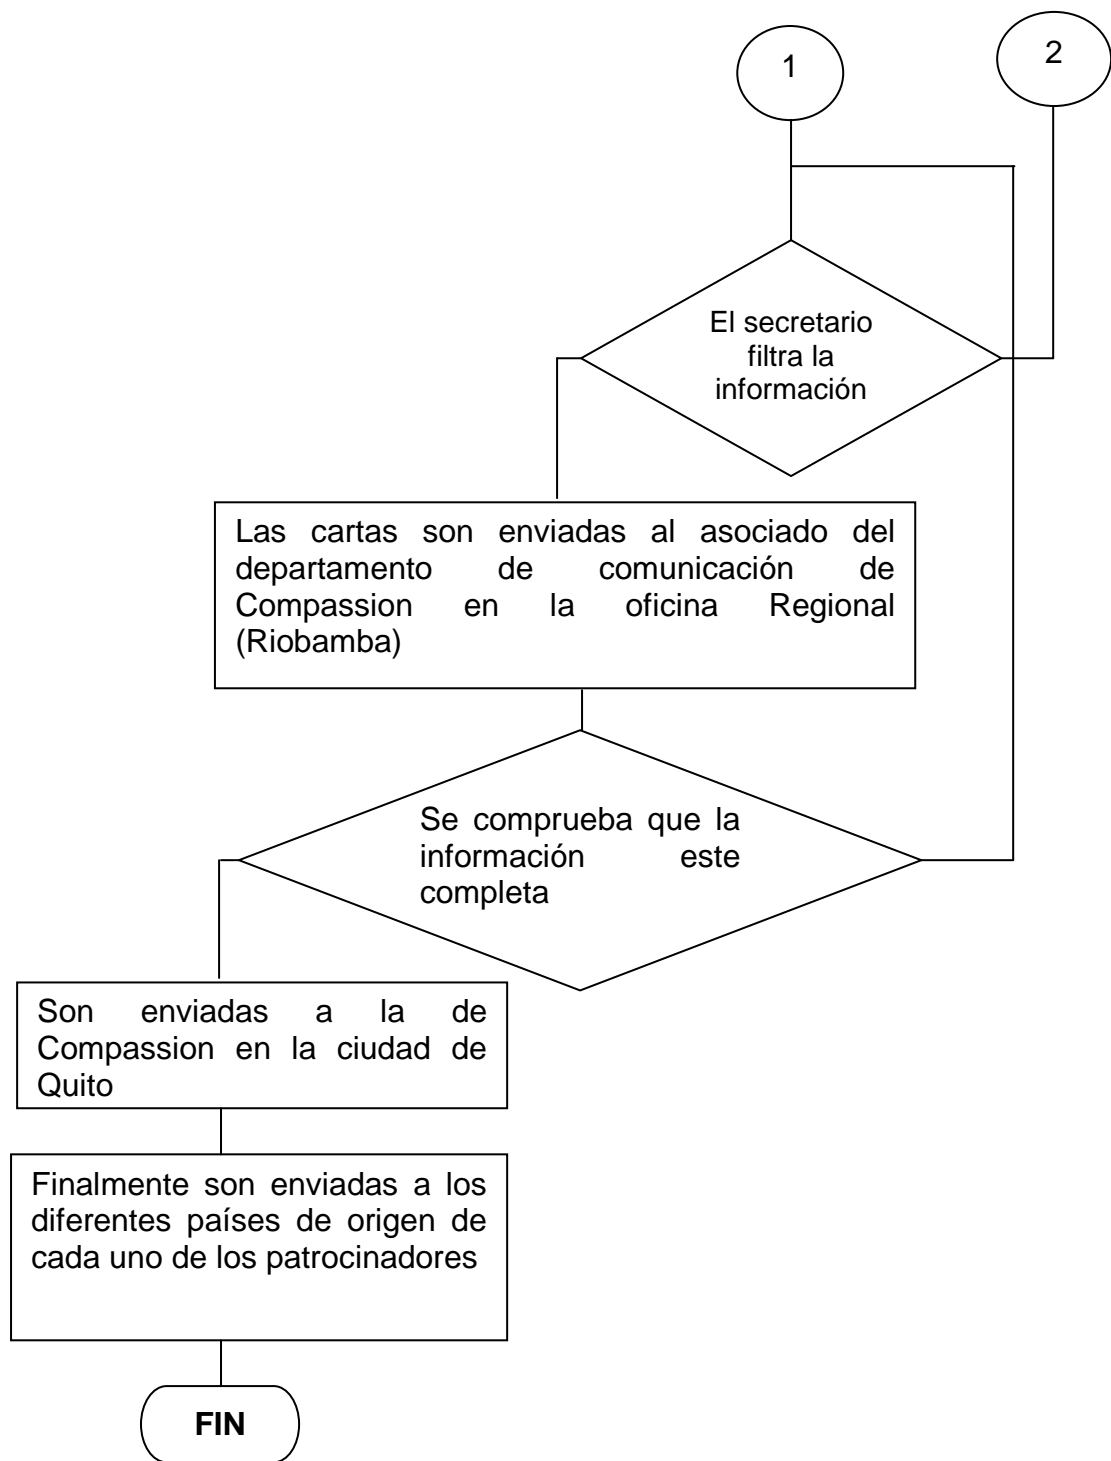 1
2
El secretario
filtra la
información
Las cartas son enviadas al asociado del
departamento de comunicación de
Compassion en la oficina Regional
(Riobamba)
Se comprueba que la
información este
completa
Son enviadas a la de
Compassion en la ciudad de
Quito
Finalmente son enviadas a los
diferentes países de origen de
cada uno de los patrocinadores
FIN